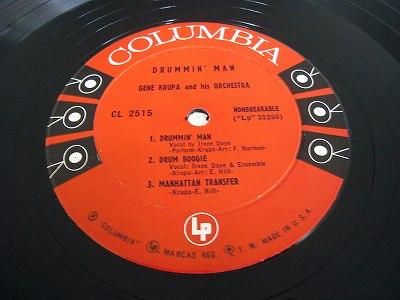 COLUMBIA
DRUMMIN' MAN
GENE KRUPA and his ORCHESTRA
CL 2515
NONBREAKABLE
("Lp" 35298)
1. DRUMMIN' MAN
Vocal by Irene Daye
-Parham-Krupa-Arr: F. Norman-
2. DRUM BOOGIE
Vocal: Irene Daye & Ensemble
-Krupa-Arr: E. Hill-
3. MANHATTAN TRANSFER
-Krupa-E. Hill-
Lp
® "COLUMBIA" MARCAS REG. T. M. MADE IN U.S.A.